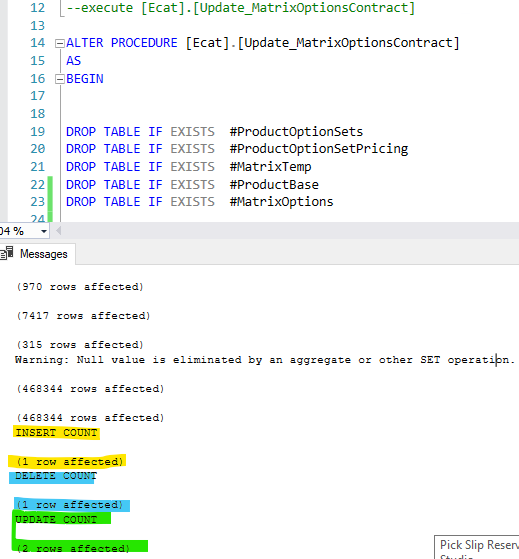 12 --execute [Ecat].[Update_MatrixOptionsContract]
13
14 ALTER PROCEDURE [Ecat].[Update_MatrixOptionsContract]
15 AS
16 BEGIN
17
18
19 DROP TABLE IF EXISTS #ProductOptionSets
20 DROP TABLE IF EXISTS #ProductOptionSetPricing
21 DROP TABLE IF EXISTS #MatrixTemp
22 DROP TABLE IF EXISTS #ProductBase
23 DROP TABLE IF EXISTS #MatrixOptions
24
04 %
Messages
(970 rows affected)
(7417 rows affected)
(315 rows affected)
Warning: Null value is eliminated by an aggregate or other SET operation.
(468344 rows affected)
(468344 rows affected)
INSERT COUNT
(1 row affected)
DELETE COUNT
(1 row affected)
UPDATE COUNT
(2 rows affected)
Pick Slip Reserv
Studio